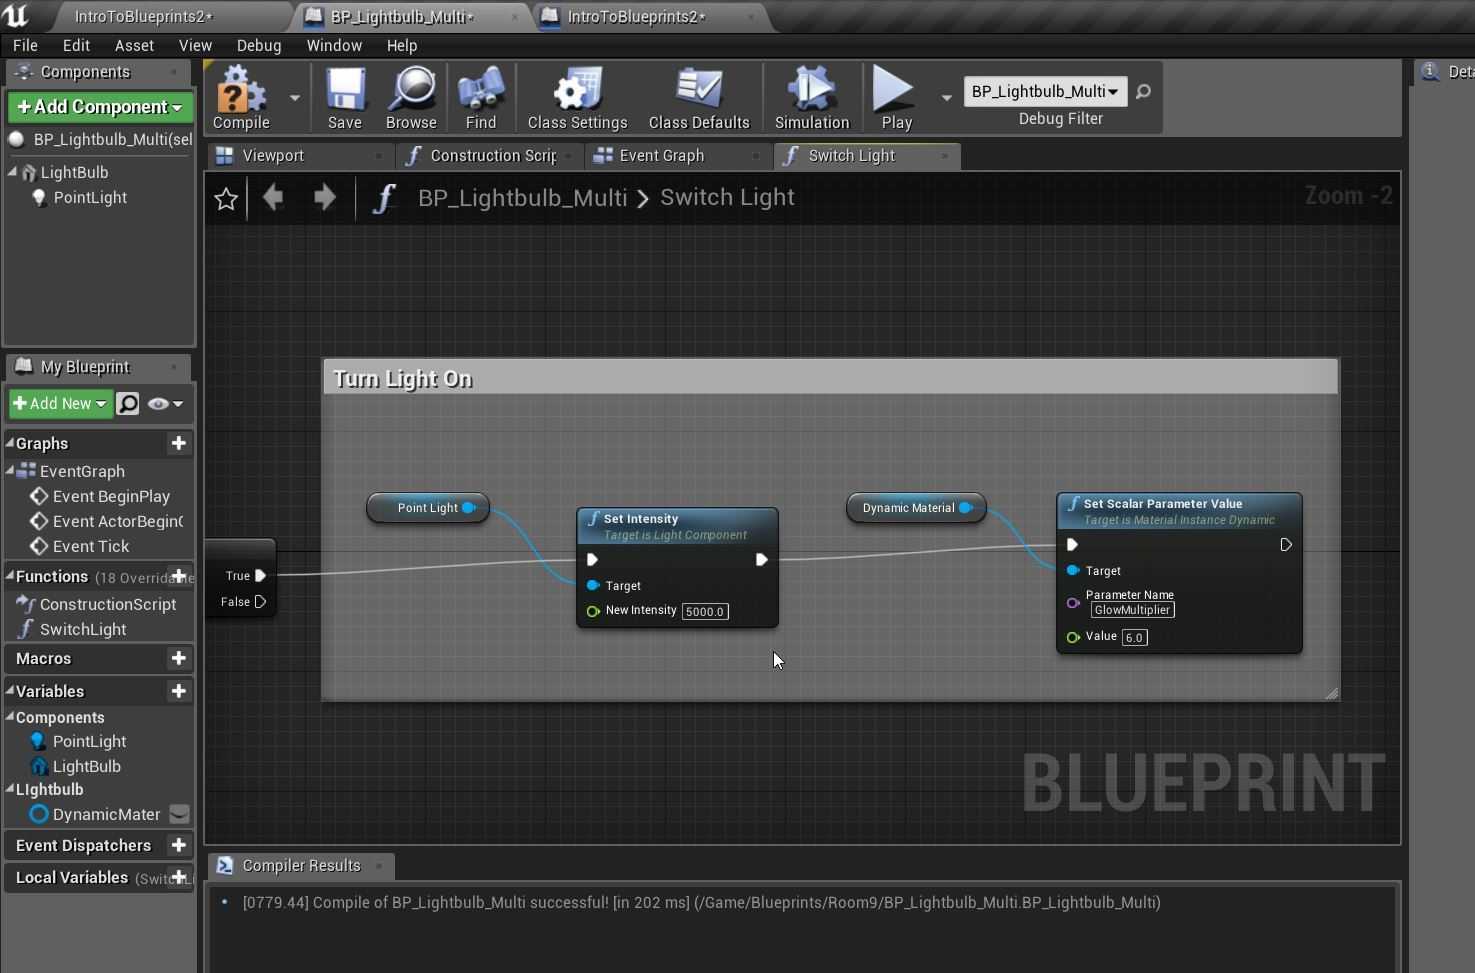 IntroToBlueprints2*
BP_Lightbulb_Multi*
IntroToBlueprints2*
File Edit Asset View Debug Window Help
Components
+Add Component
BP_Lightbulb_Multi(sel
LightBulb
PointLight
Compile
Save
Browse
Find
Class Settings
Class Defaults
Simulation
Play
BP_Lightbulb_Multi
Debug Filter
Deta
Viewport
Construction Scrip
Event Graph
Switch Light
BP_Lightbulb_Multi > Switch Light
Zoom -2
My Blueprint
+Add New
Graphs
EventGraph
Event BeginPlay
Event ActorBegin
Event Tick
Functions (18 Overridable
ConstructionScript
SwitchLight
Macros
Variables
Components
PointLight
LightBulb
LIghtbulb
DynamicMater
Event Dispatchers
Local Variables (SwitchLi
Turn Light On
True
False
Point Light
Set Intensity
Target is Light Component
Target
New Intensity 5000.0
Dynamic Material
Set Scalar Parameter Value
Target is Material Instance Dynamic
Target
Parameter Name
GlowMultiplier
Value 6.0
BLUEPRINT
Compiler Results
[0779.44] Compile of BP_Lightbulb_Multi successful! [in 202 ms] (/Game/Blueprints/Room9/BP_Lightbulb_Multi.BP_Lightbulb_Multi)